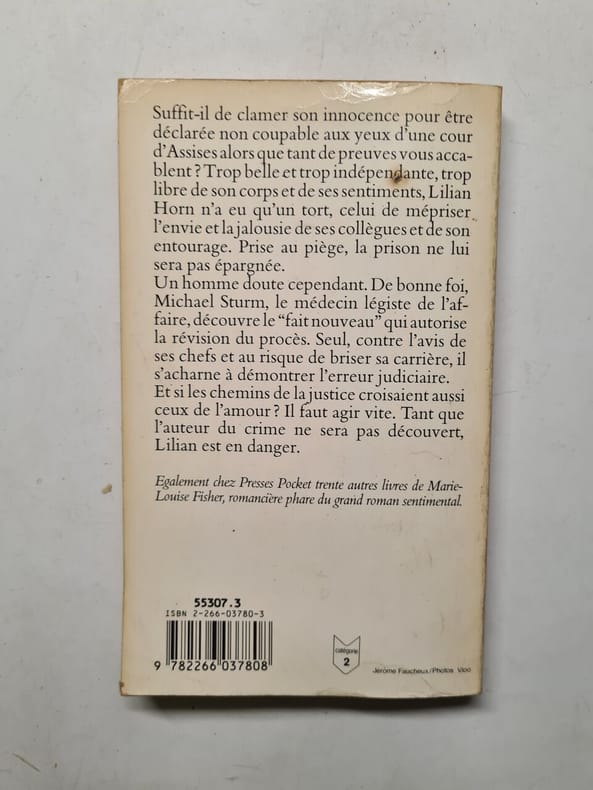 Suffit-il de clamer son innocence pour être
déclarée non coupable aux yeux d'une cour
d'Assises alors que tant de preuves vous acca-
blent ? Trop belle et trop indépendante, trop
libre de son corps et de ses sentiments, Lilian
Horn n'a eu qu'un tort, celui de mépriser
l'envie et la jalousie de ses collègues et de son
entourage. Prise au piège, la prison ne lui
sera pas épargnée.
Un homme doute cependant. De bonne foi,
Michael Sturm, le médecin légiste de l'af-
faire, découvre le "fait nouveau" qui autorise
la révision du procès. Seul, contre l'avis de
ses chefs et au risque de briser sa carrière, il
s'acharne à démontrer l'erreur judiciaire.
Et si les chemins de la justice croisaient aussi
ceux de l'amour ? Il faut agir vite. Tant que
l'auteur du crime ne sera pas découvert,
Lilian est en danger.
Egalement chez Presses Pocket trente autres livres de Marie-
Louise Fisher, romancière phare du grand roman sentimental.
55307.3
ISBN 2-266-03780-3
9 782266 037808
catégorie
2
Jérôme Faucheux/Photos Vloo